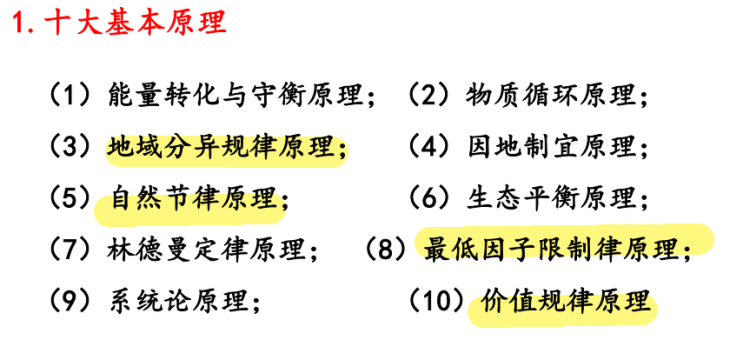 1.十大基本原理
（1）能量转化与守衡原理；（2）物质循环原理；
（3）地域分异规律原理；（4）因地制宜原理；
（5）自然节律原理；（6）生态平衡原理；
（7）林德曼定律原理；（8）最低因子限制律原理；
（9）系统论原理；（10）价值规律原理